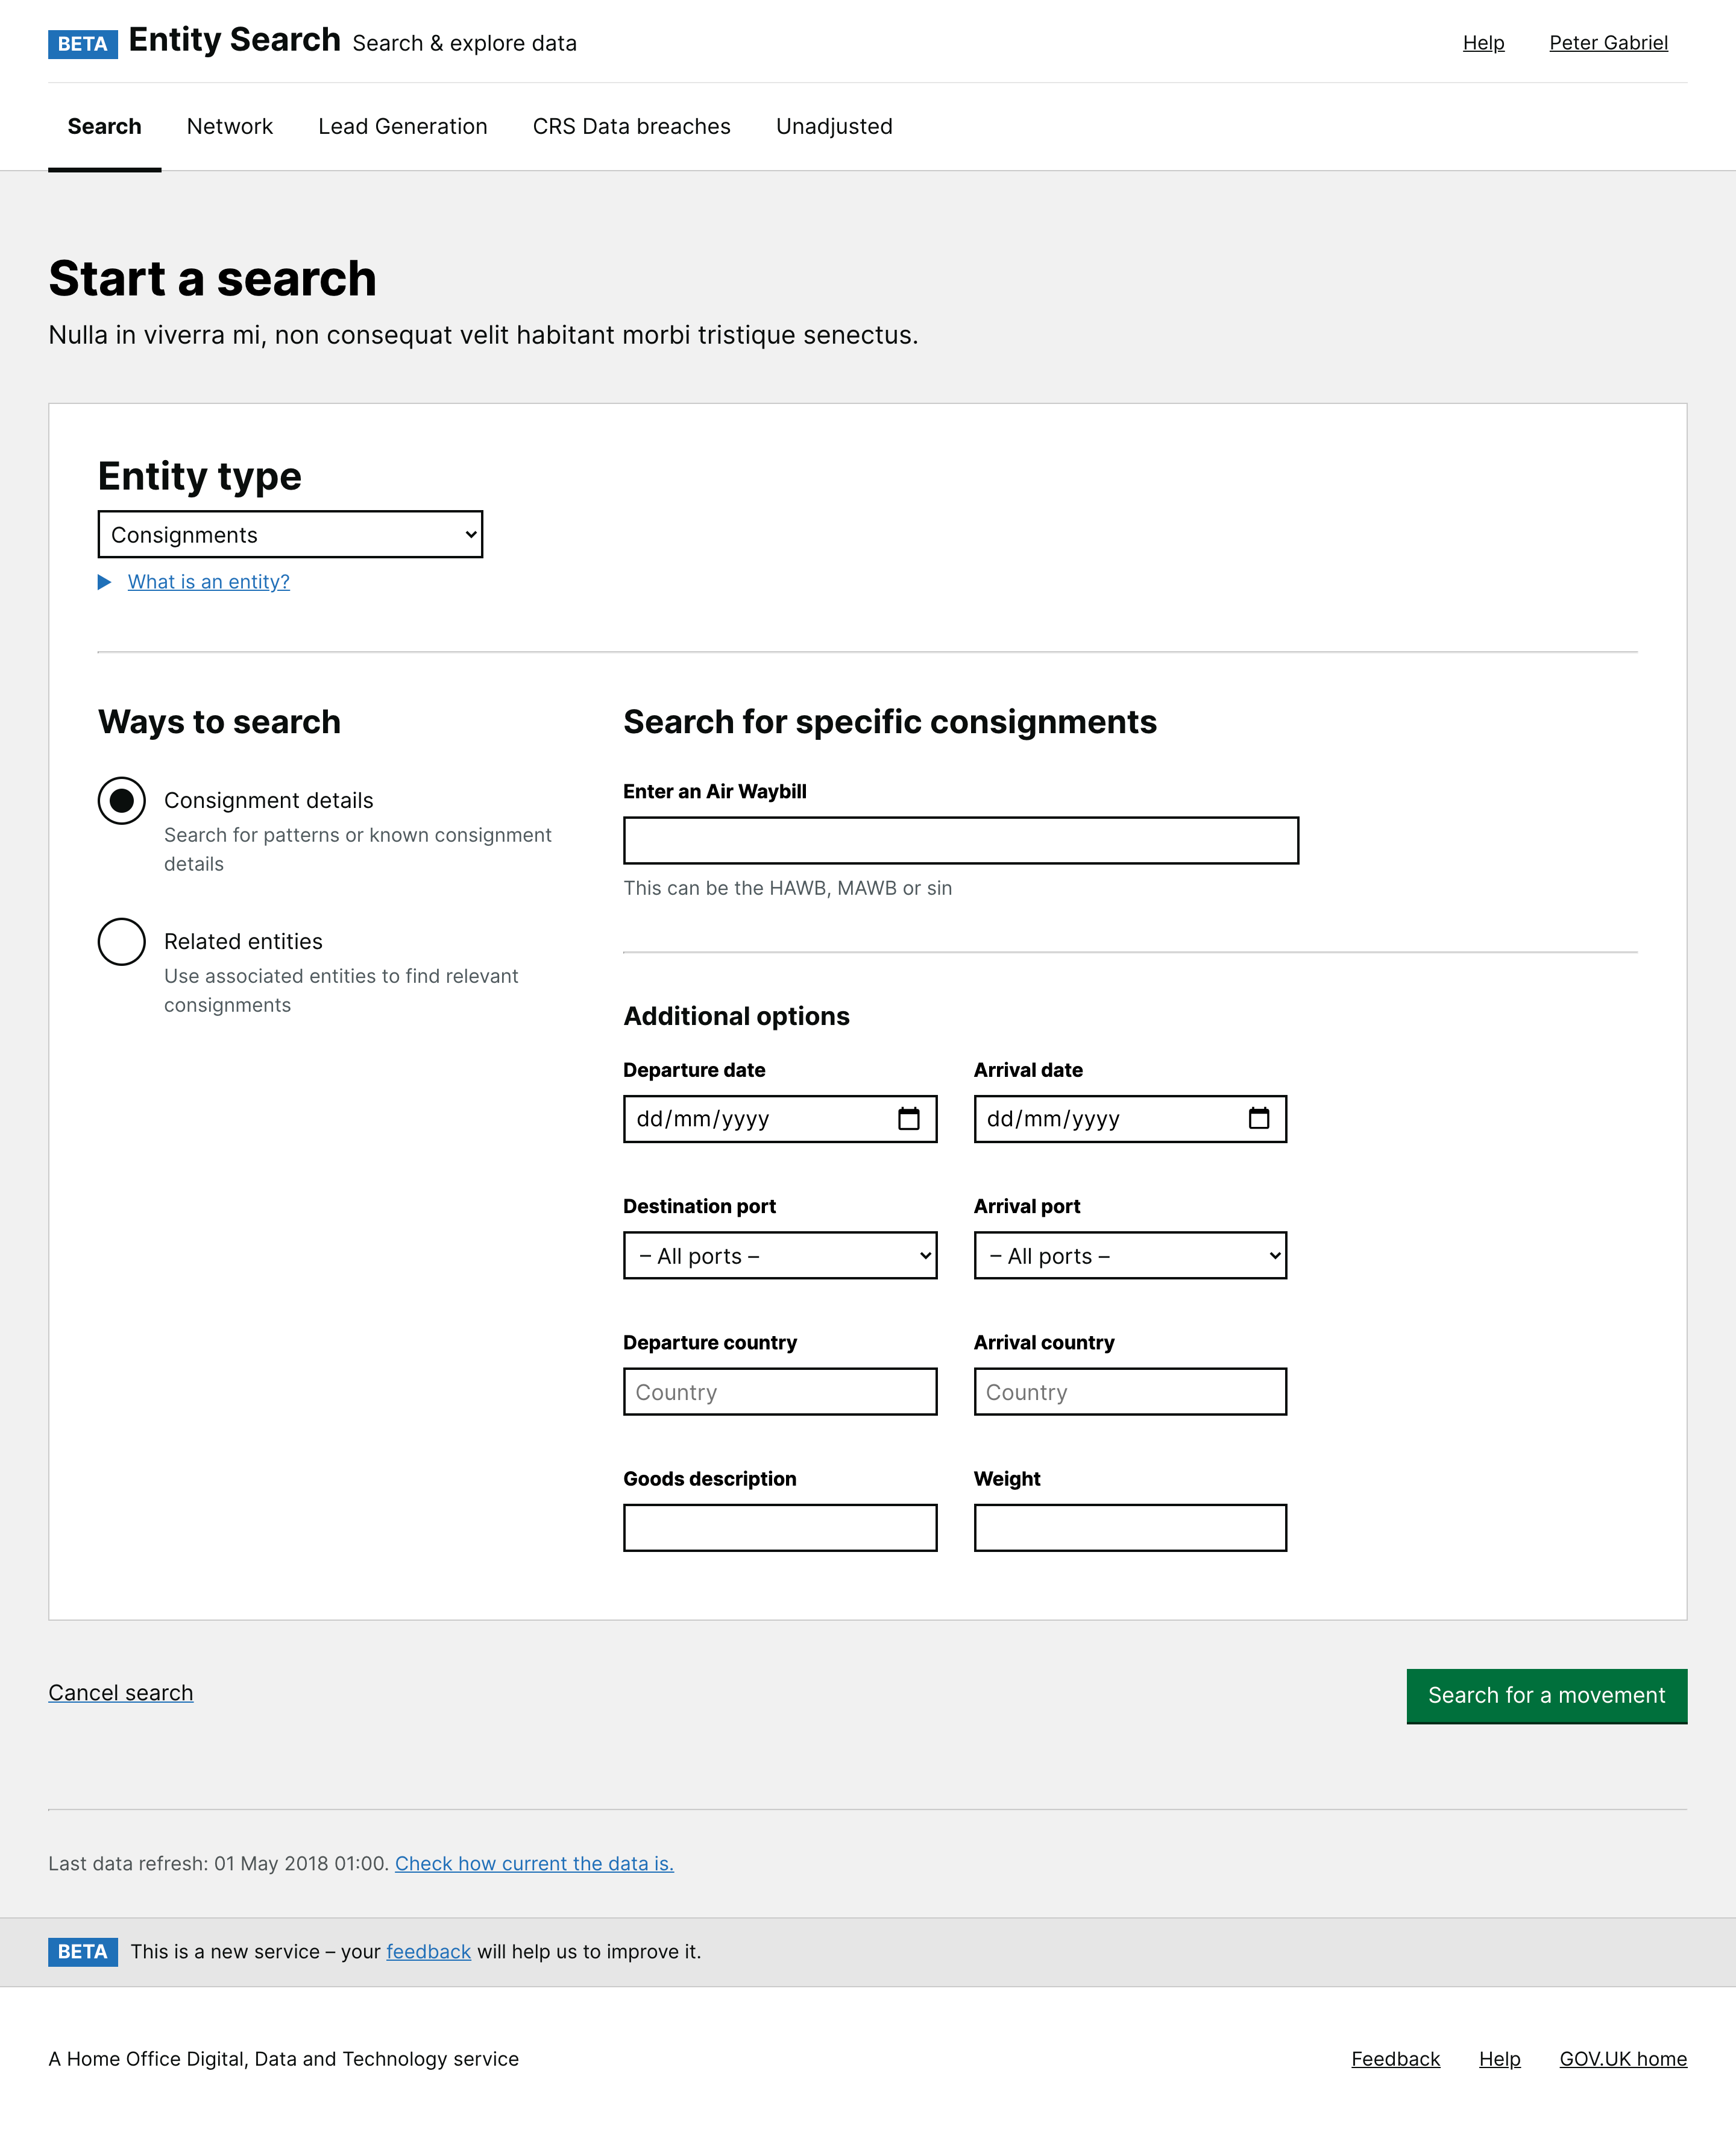 BETA Entity Search Search & explore data
Help Peter Gabriel
Search Network Lead Generation CRS Data breaches Unadjusted
Start a search
Nulla in viverra mi, non consequat velit habitant morbi tristique senectus.
Entity type
Consignments
What is an entity?
Ways to search
Consignment details
Search for patterns or known consignment
details
Related entities
Use associated entities to find relevant
consignments
Search for specific consignments
Enter an Air Waybill
This can be the HAWB, MAWB or sin
Additional options
Departure date Arrival date
dd/mm/yyyy dd/mm/yyyy
Destination port Arrival port
– All ports – – All ports –
Departure country Arrival country
Country Country
Goods description Weight
Cancel search
Search for a movement
Last data refresh: 01 May 2018 01:00. Check how current the data is.
BETA This is a new service – your feedback will help us to improve it.
A Home Office Digital, Data and Technology service
Feedback Help GOV.UK home